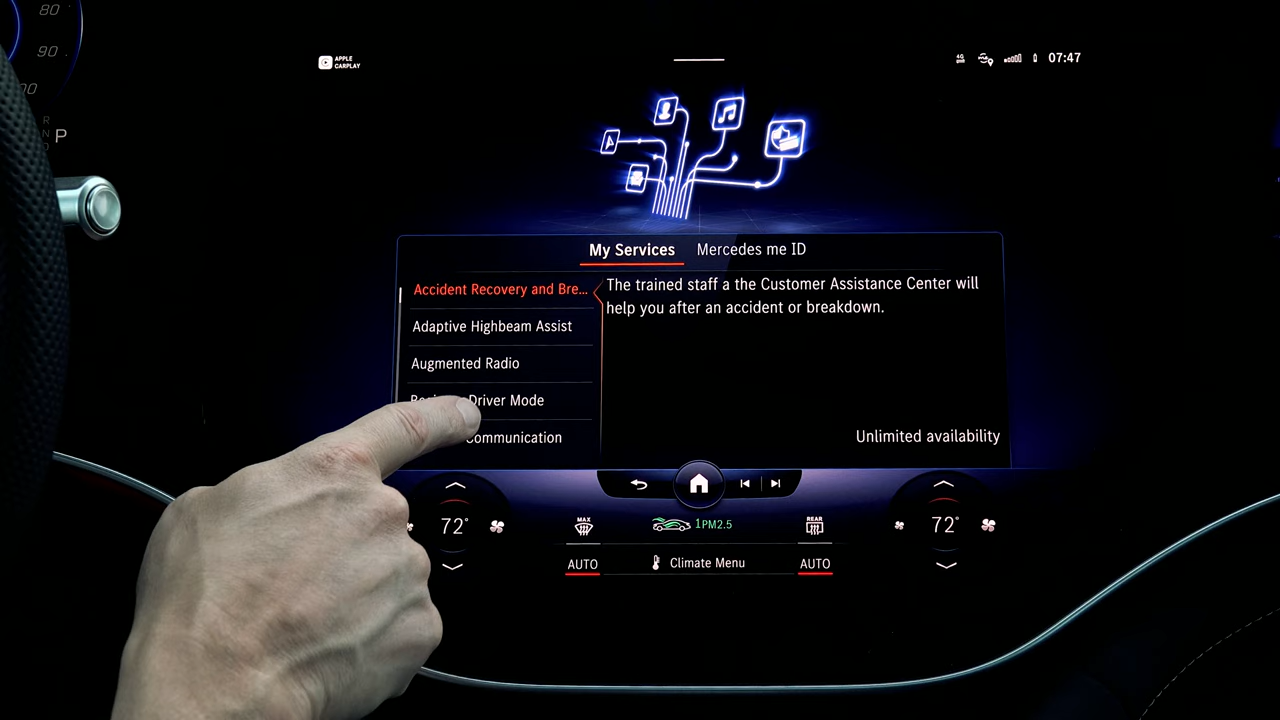 80
90
R
N
P
APPLE
CARPLAY
4G
07:47
My Services
Mercedes me ID
Accident Recovery and Bre...
The trained staff a the Customer Assistance Center will
help you after an accident or breakdown.
Adaptive Highbeam Assist
Augmented Radio
Driver Mode
Communication
Unlimited availability
72°
MAX
1PM2.5
REAR
72°
AUTO
Climate Menu
AUTO